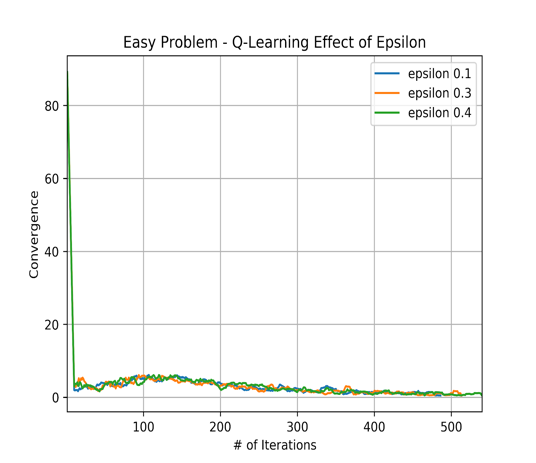 Easy Problem - Q-Learning Effect of Epsilon
epsilon 0.1
epsilon 0.3
epsilon 0.4
80
60
40
20
0
Convergence
100 200 300 400 500
# of Iterations